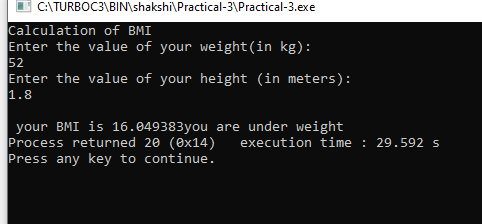 C:\TURBOC3\BIN\shakshi\Practical-3\Practical-3.exe
Calculation of BMI
Enter the value of your weight(in kg):
52
Enter the value of your height (in meters):
1.8
your BMI is 16.049383you are under weight
Process returned 20 (0x14)   execution time : 29.592 s
Press any key to continue.